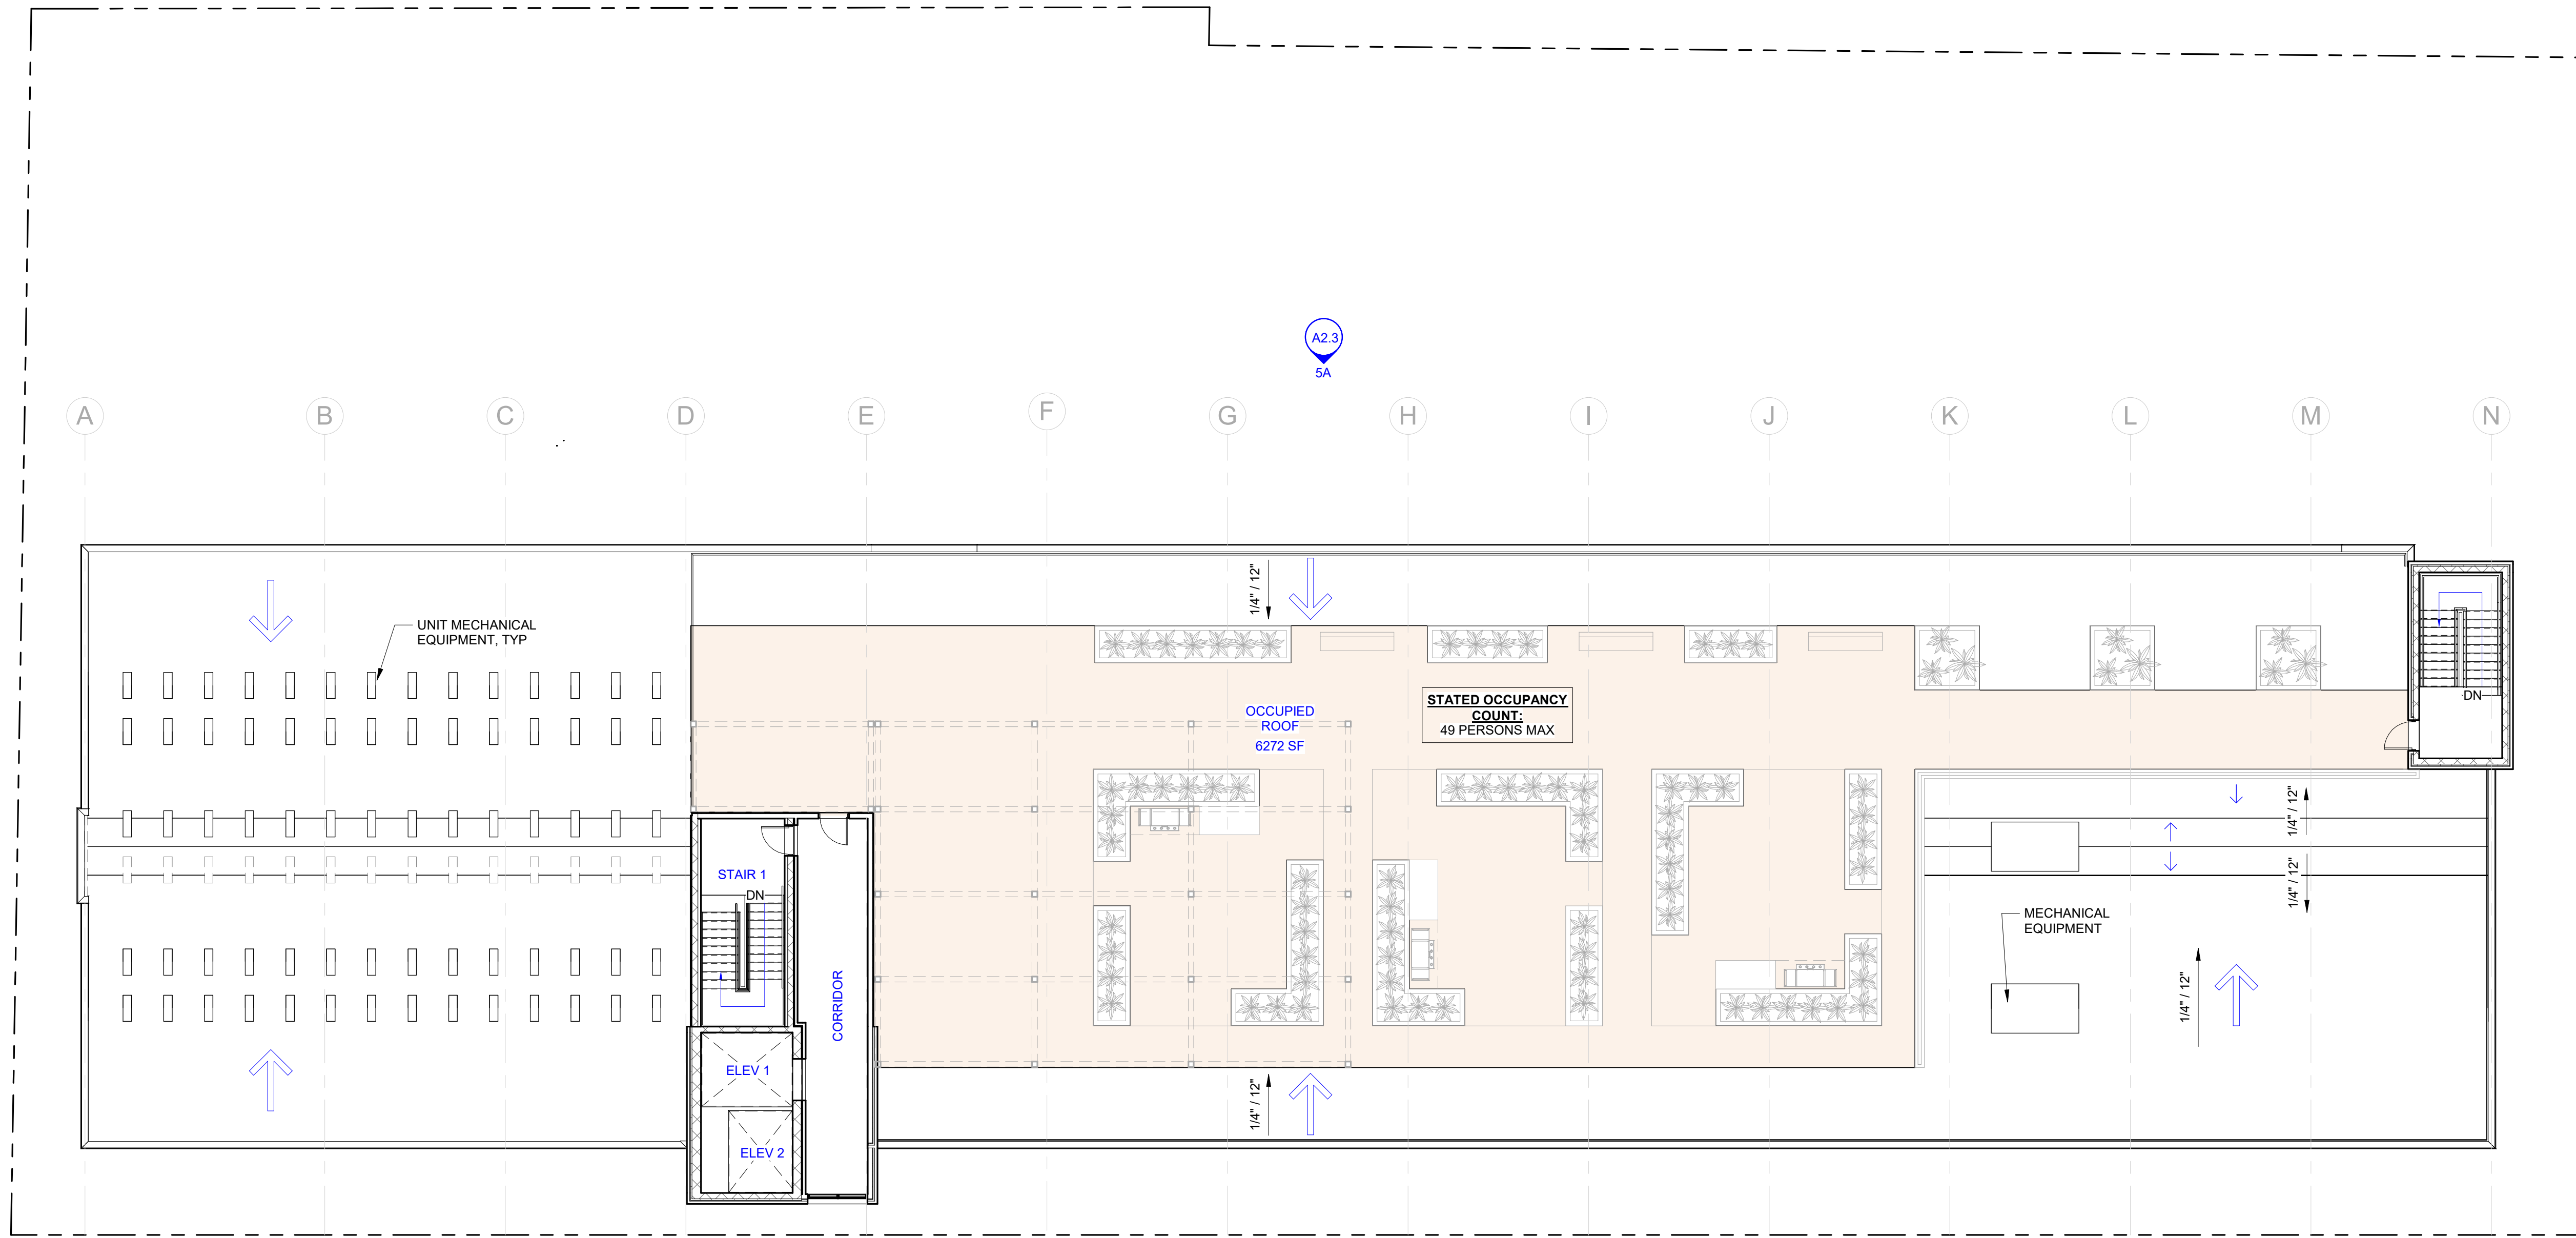 A2.3
5A
A
B
C
D
E
F
G
H
I
J
K
L
M
N
1/4" / 12"
UNIT MECHANICAL
EQUIPMENT, TYP
DN
OCCUPIED
ROOF
6272 SF
STATED OCCUPANCY
COUNT:
49 PERSONS MAX
1/4" / 12"
1/4" / 12"
STAIR 1
DN
MECHANICAL
EQUIPMENT
CORRIDOR
1/4" / 12"
ELEV 1
1/4" / 12"
ELEV 2